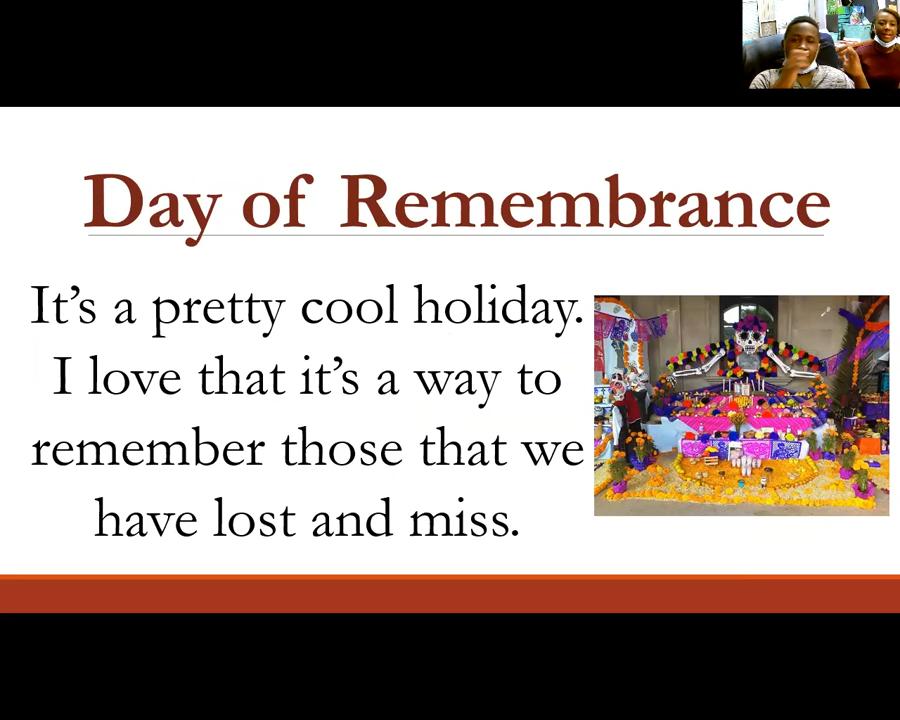 Day of Remembrance
It's a pretty cool holiday.
I love that it's a way to
remember those that we
have lost and miss.